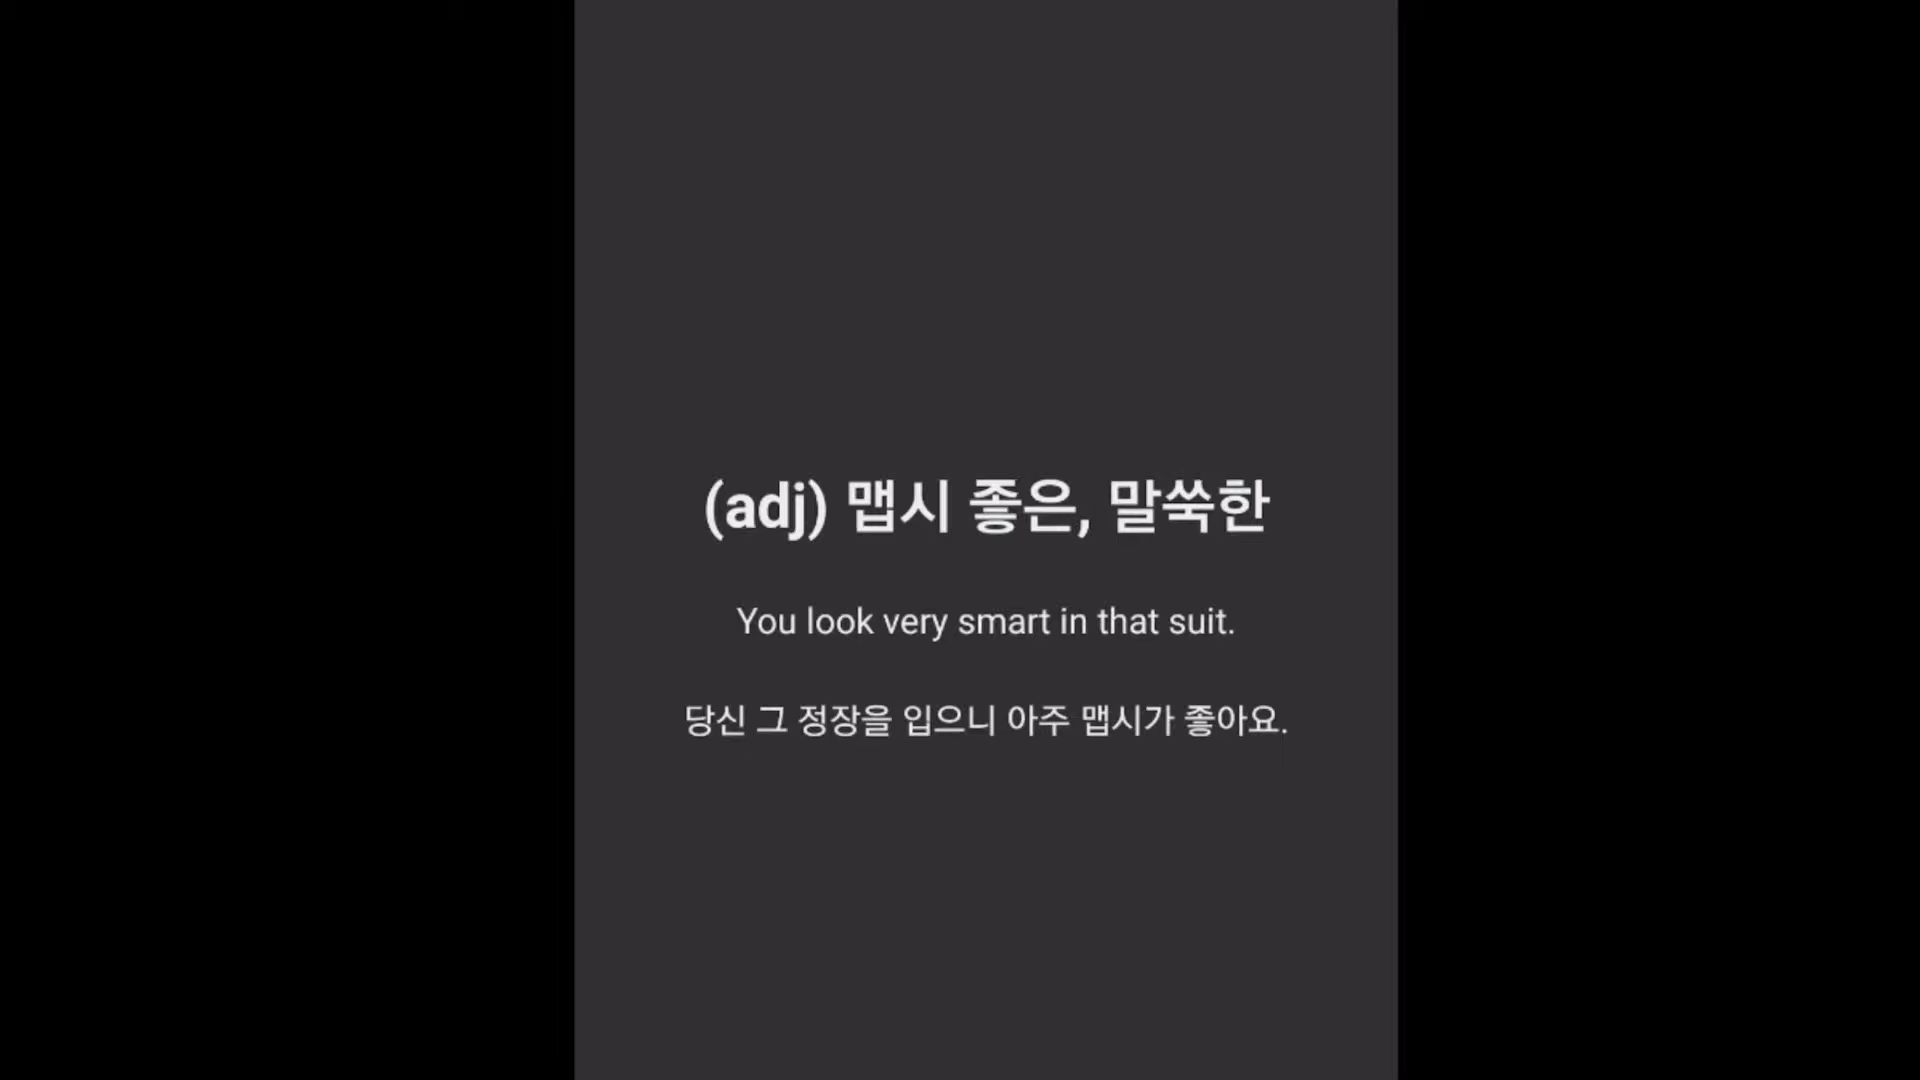 (adj) 맵시 좋은, 말쑥한
You look very smart in that suit.
당신 그 정장을 입으니 아주 맵시가 좋아요.